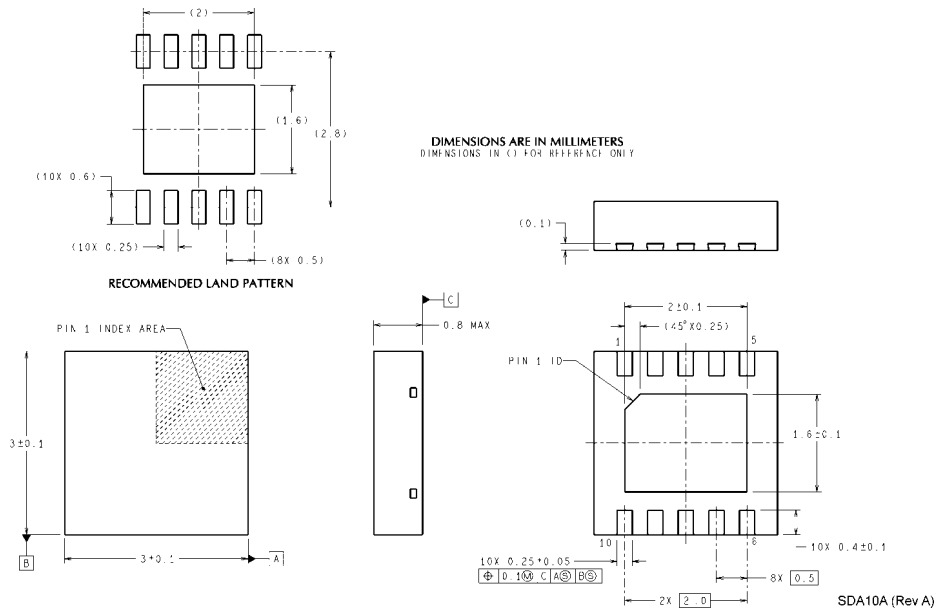 (2)
(1.6)
(2.8)
DIMENSIONS ARE IN MILLIMETERS
DIMENSIONS IN () FOR REFERENCE ONLY
(10X 0.6)
(10X 0.25)
(8X 0.5)
RECOMMENDED LAND PATTERN
(0.1)
C
0.8 MAX
PIN 1 INDEX AREA
2±0.1
(45°X0.25)
1
5
PIN 1 ID
3±0.1
1.6±0.1
B
3±0.1
A
10
6
10X 0.4±0.1
10X 0.25±0.05
⌖ 0.1Ⓜ C AⓈ BⓈ
8X 0.5
2X 2.0
SDA10A (Rev A)